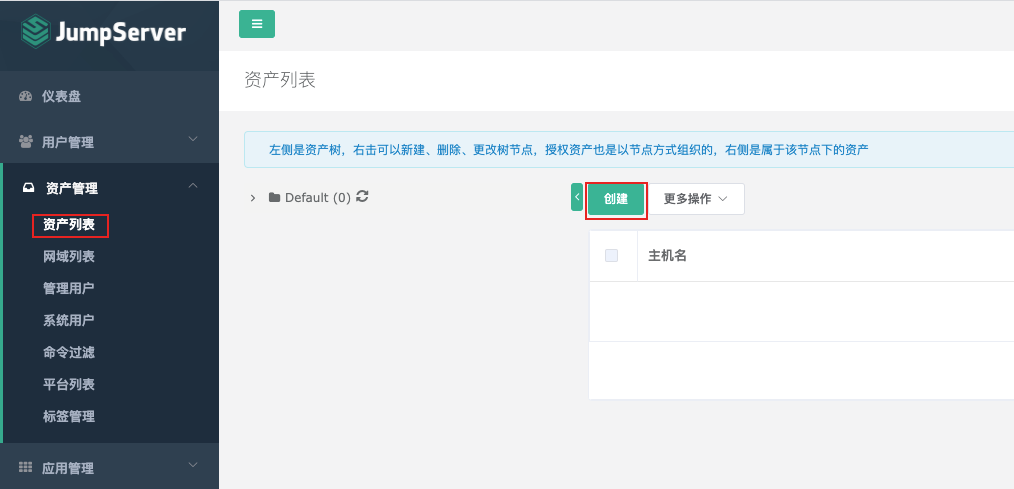 JumpServer
仪表盘
用户管理
资产管理
资产列表
网域列表
管理用户
系统用户
命令过滤
平台列表
标签管理
应用管理
资产列表
左侧是资产树，右击可以新建、删除、更改树节点，授权资产也是以节点方式组织的，右侧是属于该节点下的资产
Default (0)
创建
更多操作
主机名